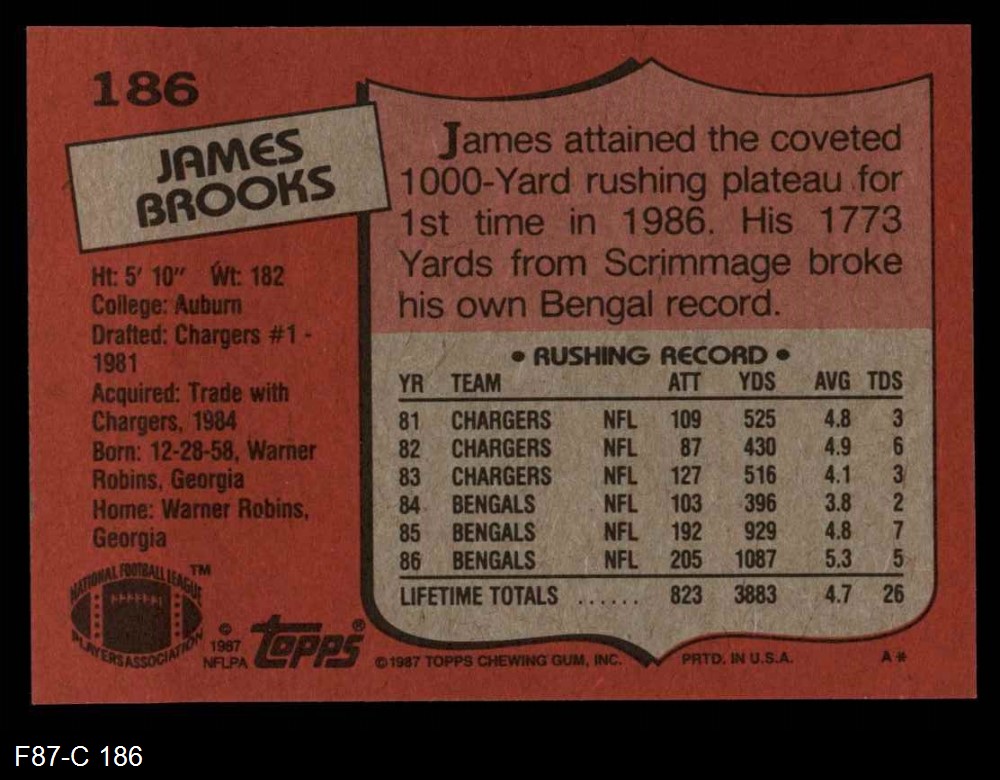 186
JAMES
BROOKS
Ht: 5' 10" Wt: 182
College: Auburn
Drafted: Chargers #1 -
1981
Acquired: Trade with
Chargers, 1984
Born: 12-28-58, Warner
Robins, Georgia
Home: Warner Robins,
Georgia
NATIONAL FOOTBALL LEAGUE ™
PLAYERS ASSOCIATION
© 1987
NFLPA
topps®
James attained the coveted
1000-Yard rushing plateau for
1st time in 1986. His 1773
Yards from Scrimmage broke
his own Bengal record.
• RUSHING RECORD •
YR TEAM ATT YDS AVG TDS
81 CHARGERS NFL 109 525 4.8 3
82 CHARGERS NFL 87 430 4.9 6
83 CHARGERS NFL 127 516 4.1 3
84 BENGALS NFL 103 396 3.8 2
85 BENGALS NFL 192 929 4.8 7
86 BENGALS NFL 205 1087 5.3 5
LIFETIME TOTALS ...... 823 3883 4.7 26
©1987 TOPPS CHEWING GUM, INC. PRTD. IN U.S.A. A*
F87-C 186